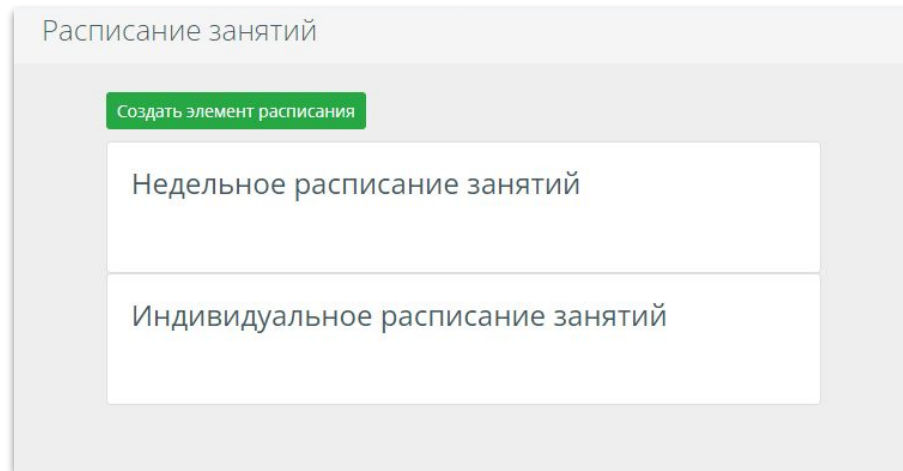 Расписание занятий
Создать элемент расписания
Недельное расписание занятий
Индивидуальное расписание занятий